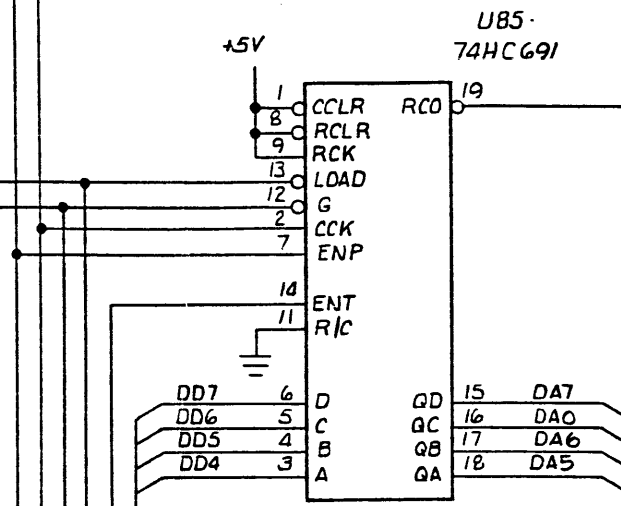 U85.
74HC691
+5V
1 CCLR RCO 19
8 RCLR
9 RCK
13 LOAD
12 G
2 CCK
7 ENP
14 ENT
11 R/C
DD7 6 D QD 15 DA7
DD6 5 C QC 16 DA0
DD5 4 B QB 17 DA6
DD4 3 A QA 18 DA5